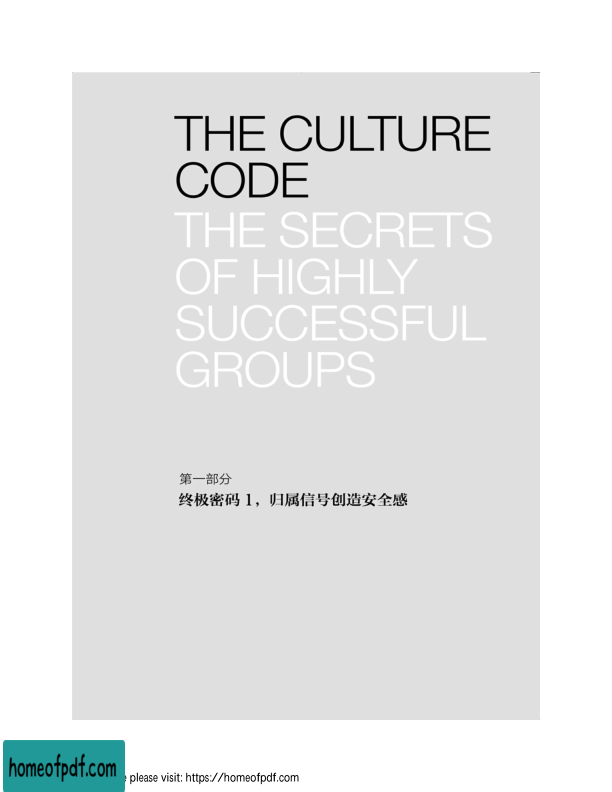 THE CULTURE
CODE
THE SECRETS
OF HIGHLY
SUCCESSFUL
GROUPS
第一部分
终极密码 1，归属信号创造安全感
homeofpdf.com
e please visit: https://homeofpdf.com